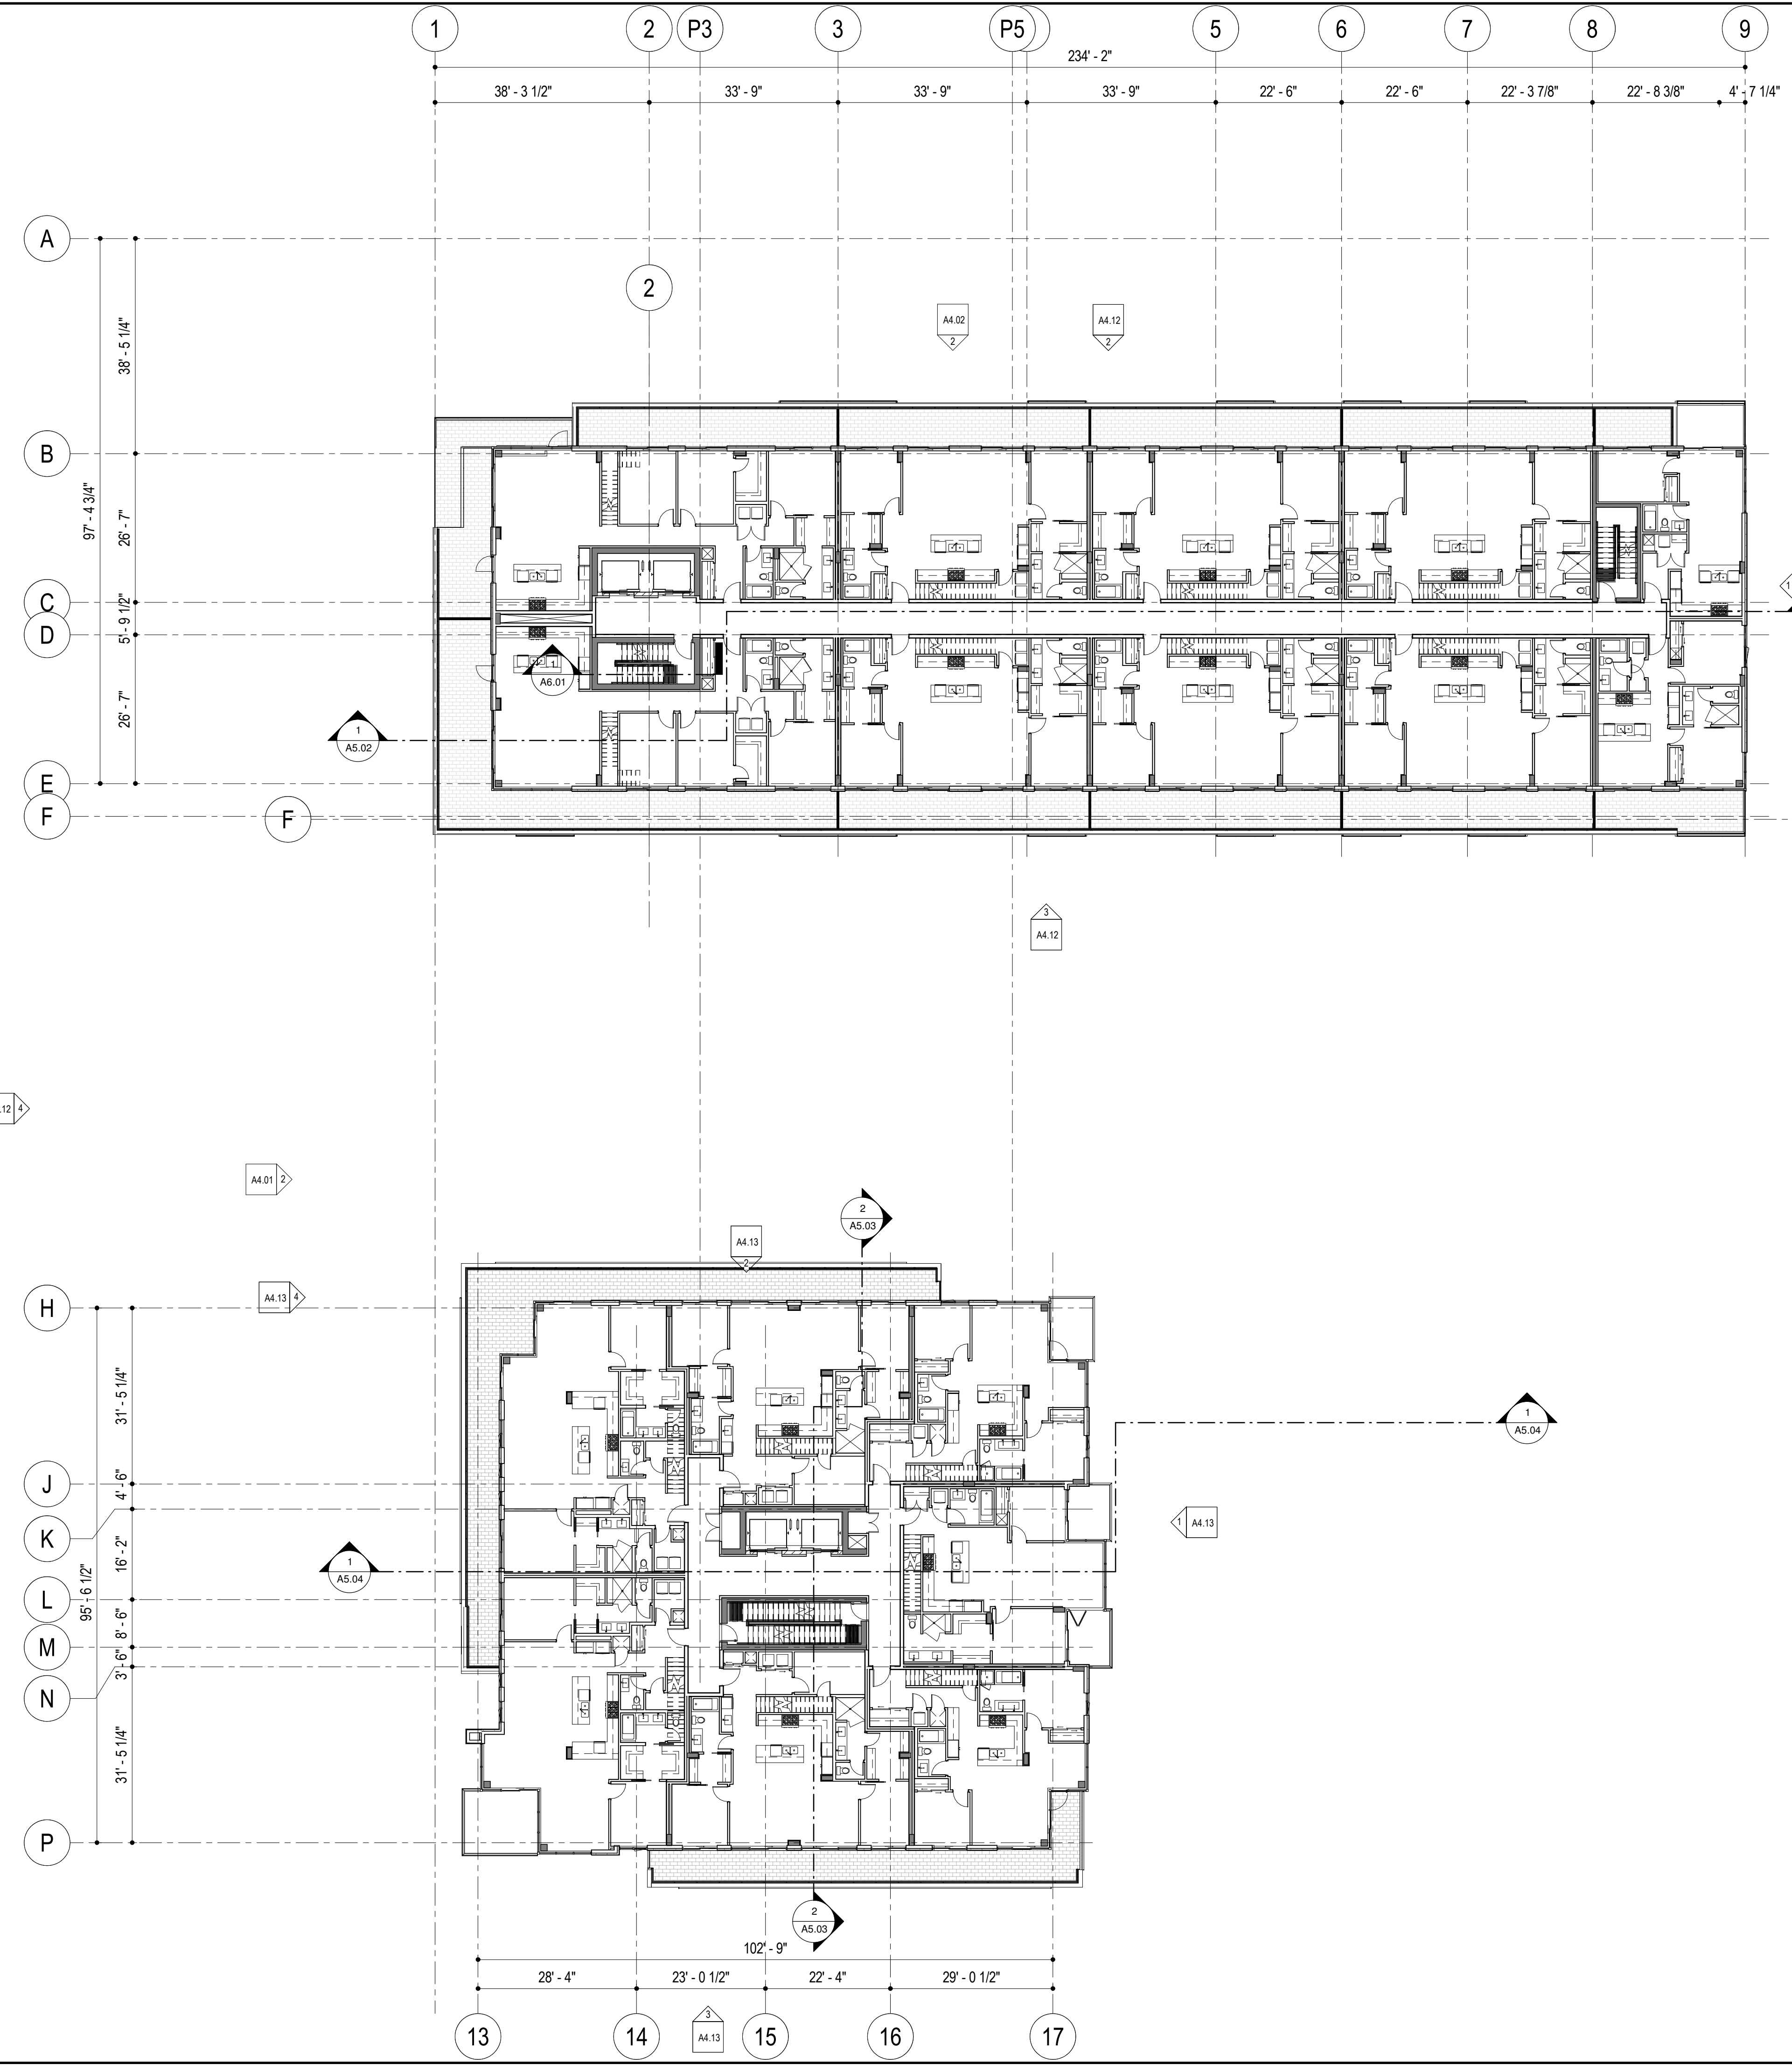 1 2 P3 3 P5 5 6 7 8 9
234' - 2"
38' - 3 1/2" 33' - 9" 33' - 9" 33' - 9" 22' - 6" 22' - 6" 22' - 3 7/8" 22' - 8 3/8" 4' - 7 1/4"
A
2
A4.02
2
A4.12
2
38' - 5 1/4"
B
97' - 4 3/4"
26' - 7"
C
1
5' - 9 1/2"
D
1
A6.01
26' - 7"
1
A5.02
E
F
F
3
A4.12
.12 4
A4.01 2
2
A5.03
A4.13
2
A4.13 4
H
31' - 5 1/4"
1
A5.04
J
4' - 6"
1 A4.13
K
16' - 2"
1
A5.04
95' - 6 1/2"
L
8' - 6"
M
3' - 6"
N
31' - 5 1/4"
P
2
A5.03
102' - 9"
28' - 4" 23' - 0 1/2" 22' - 4" 29' - 0 1/2"
13 14 15 16 17
3
A4.13